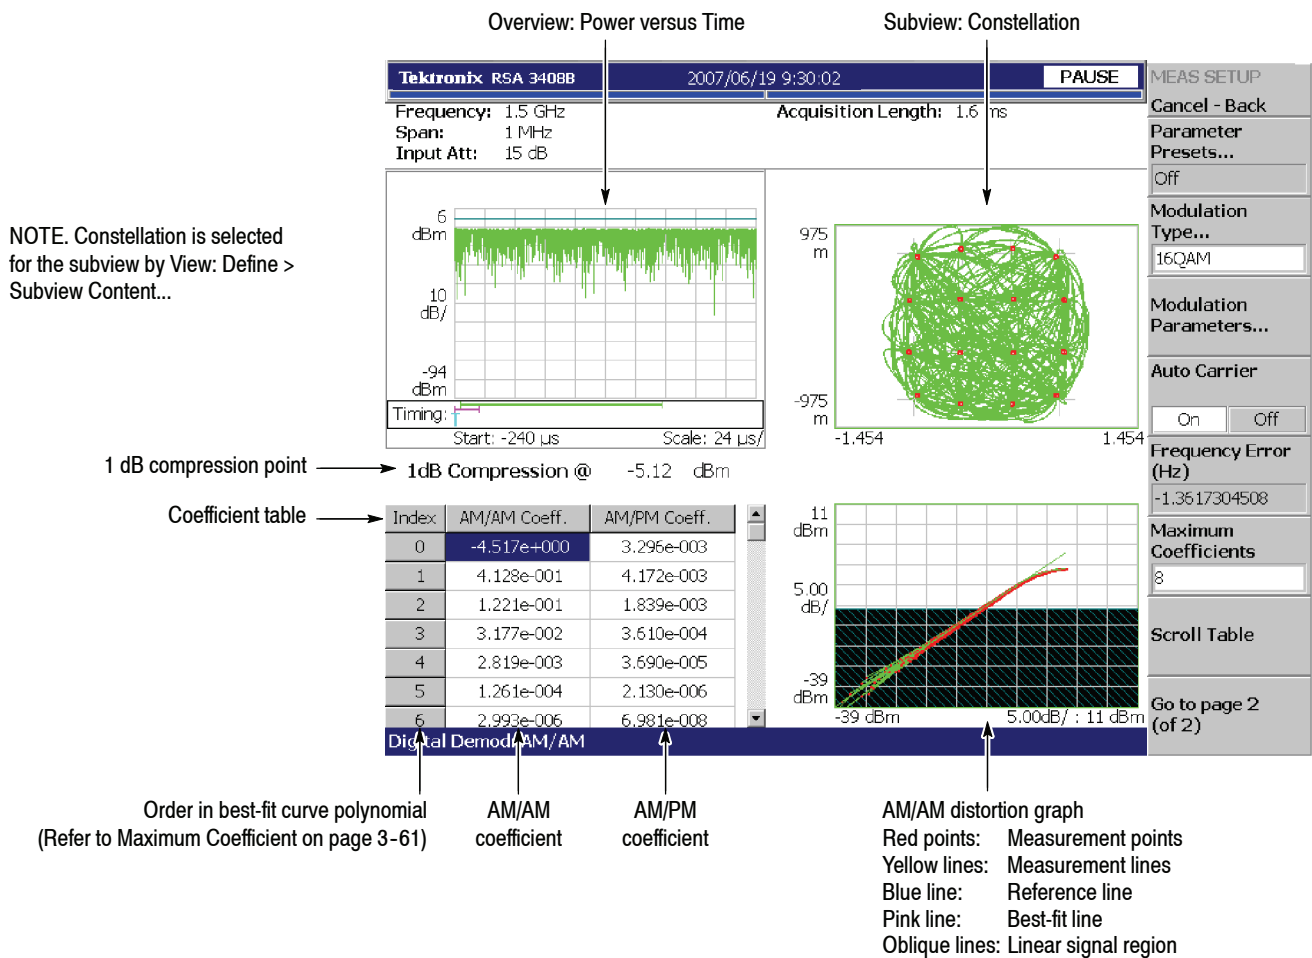 Overview: Power versus Time
Subview: Constellation
Tektronix RSA 3408B
2007/06/19 9:30:02
PAUSE
Frequency: 1.5 GHz
Acquisition Length: 1.6 ms
Span: 1 MHz
Input Att: 15 dB
MEAS SETUP
Cancel - Back
Parameter
Presets...
Off
Modulation
Type...
16QAM
Modulation
Parameters...
Auto Carrier
On Off
Frequency Error
(Hz)
-1.3617304508
Maximum
Coefficients
8
Scroll Table
Go to page 2
(of 2)
NOTE. Constellation is selected
for the subview by View: Define >
Subview Content...
6
dBm
10
dB/
-94
dBm
Timing:
Start: -240 µs
Scale: 24 µs/
975
m
-975
m
-1.454
1.454
1 dB compression point
1dB Compression @ -5.12 dBm
Coefficient table
Index AM/AM Coeff. AM/PM Coeff.
0 -4.517e+000 3.296e-003
1 4.128e-001 4.172e-003
2 1.221e-001 1.839e-003
3 3.177e-002 3.610e-004
4 2.819e-003 3.690e-005
5 1.261e-004 2.130e-006
6 2.993e-006 6.981e-008
11
dBm
5.00
dB/
-39
dBm
-39 dBm
5.00dB/ : 11 dBm
Digital Demod: AM/AM
Order in best-fit curve polynomial
(Refer to Maximum Coefficient on page 3-61)
AM/AM
coefficient
AM/PM
coefficient
AM/AM distortion graph
Red points: Measurement points
Yellow lines: Measurement lines
Blue line: Reference line
Pink line: Best-fit line
Oblique lines: Linear signal region